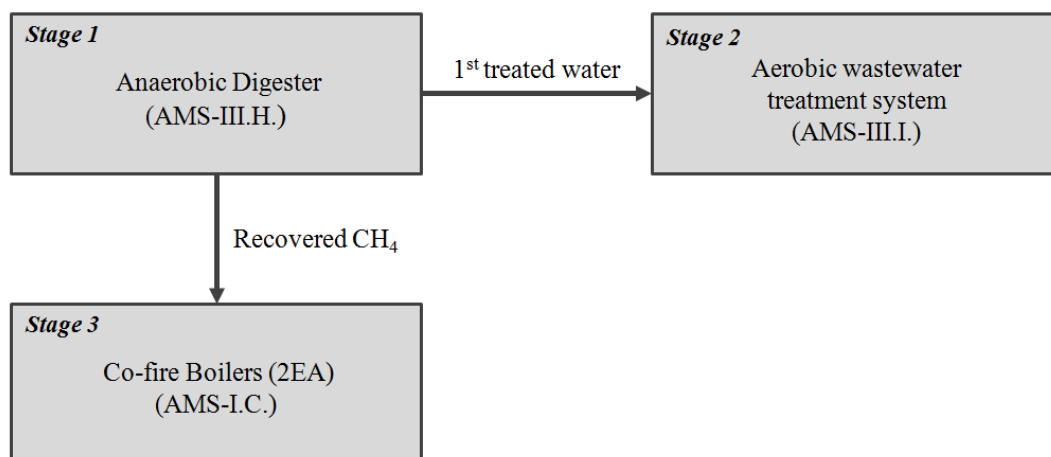 Stage 1
Anaerobic Digester
(AMS-III.H.)
1st treated water
Stage 2
Aerobic wastewater
treatment system
(AMS-III.I.)
Recovered CH4
Stage 3
Co-fire Boilers (2EA)
(AMS-I.C.)